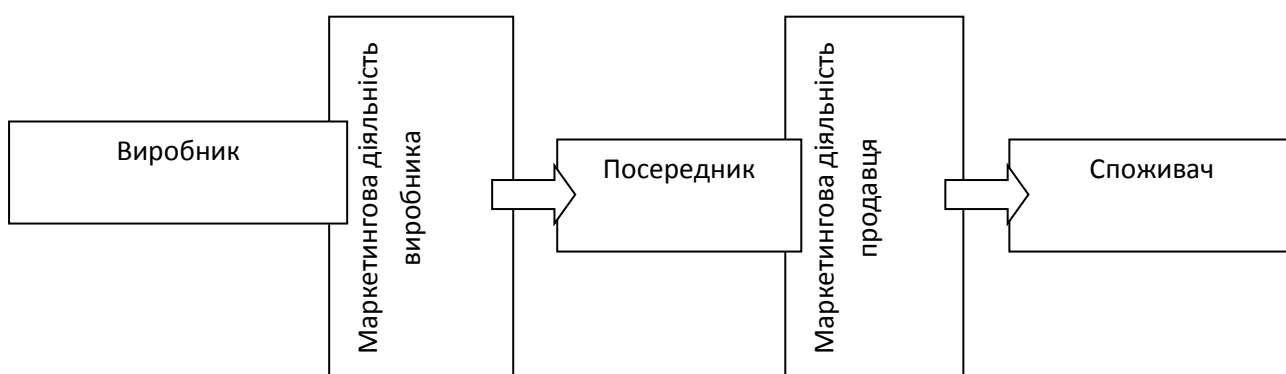 Виробник
Маркетингова діяльність
виробника
Посередник
Маркетингова діяльність
продавця
Споживач